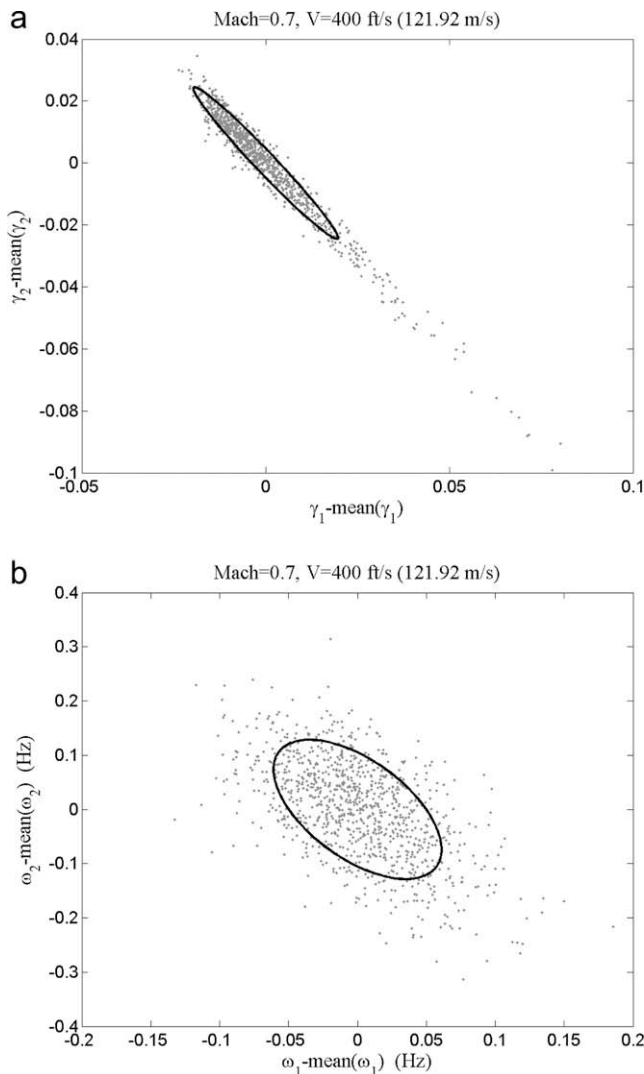 a
Mach=0.7, V=400 ft/s (121.92 m/s)
0.04
0.02
0
-0.02
-0.04
-0.06
-0.08
-0.1
γ₂-mean(γ₂)
-0.05 0 0.05 0.1
γ₁-mean(γ₁)
b
Mach=0.7, V=400 ft/s (121.92 m/s)
0.4
0.3
0.2
0.1
0
-0.1
-0.2
-0.3
-0.4
ω₂-mean(ω₂) (Hz)
-0.2 -0.15 -0.1 -0.05 0 0.05 0.1 0.15 0.2
ω₁-mean(ω₁) (Hz)